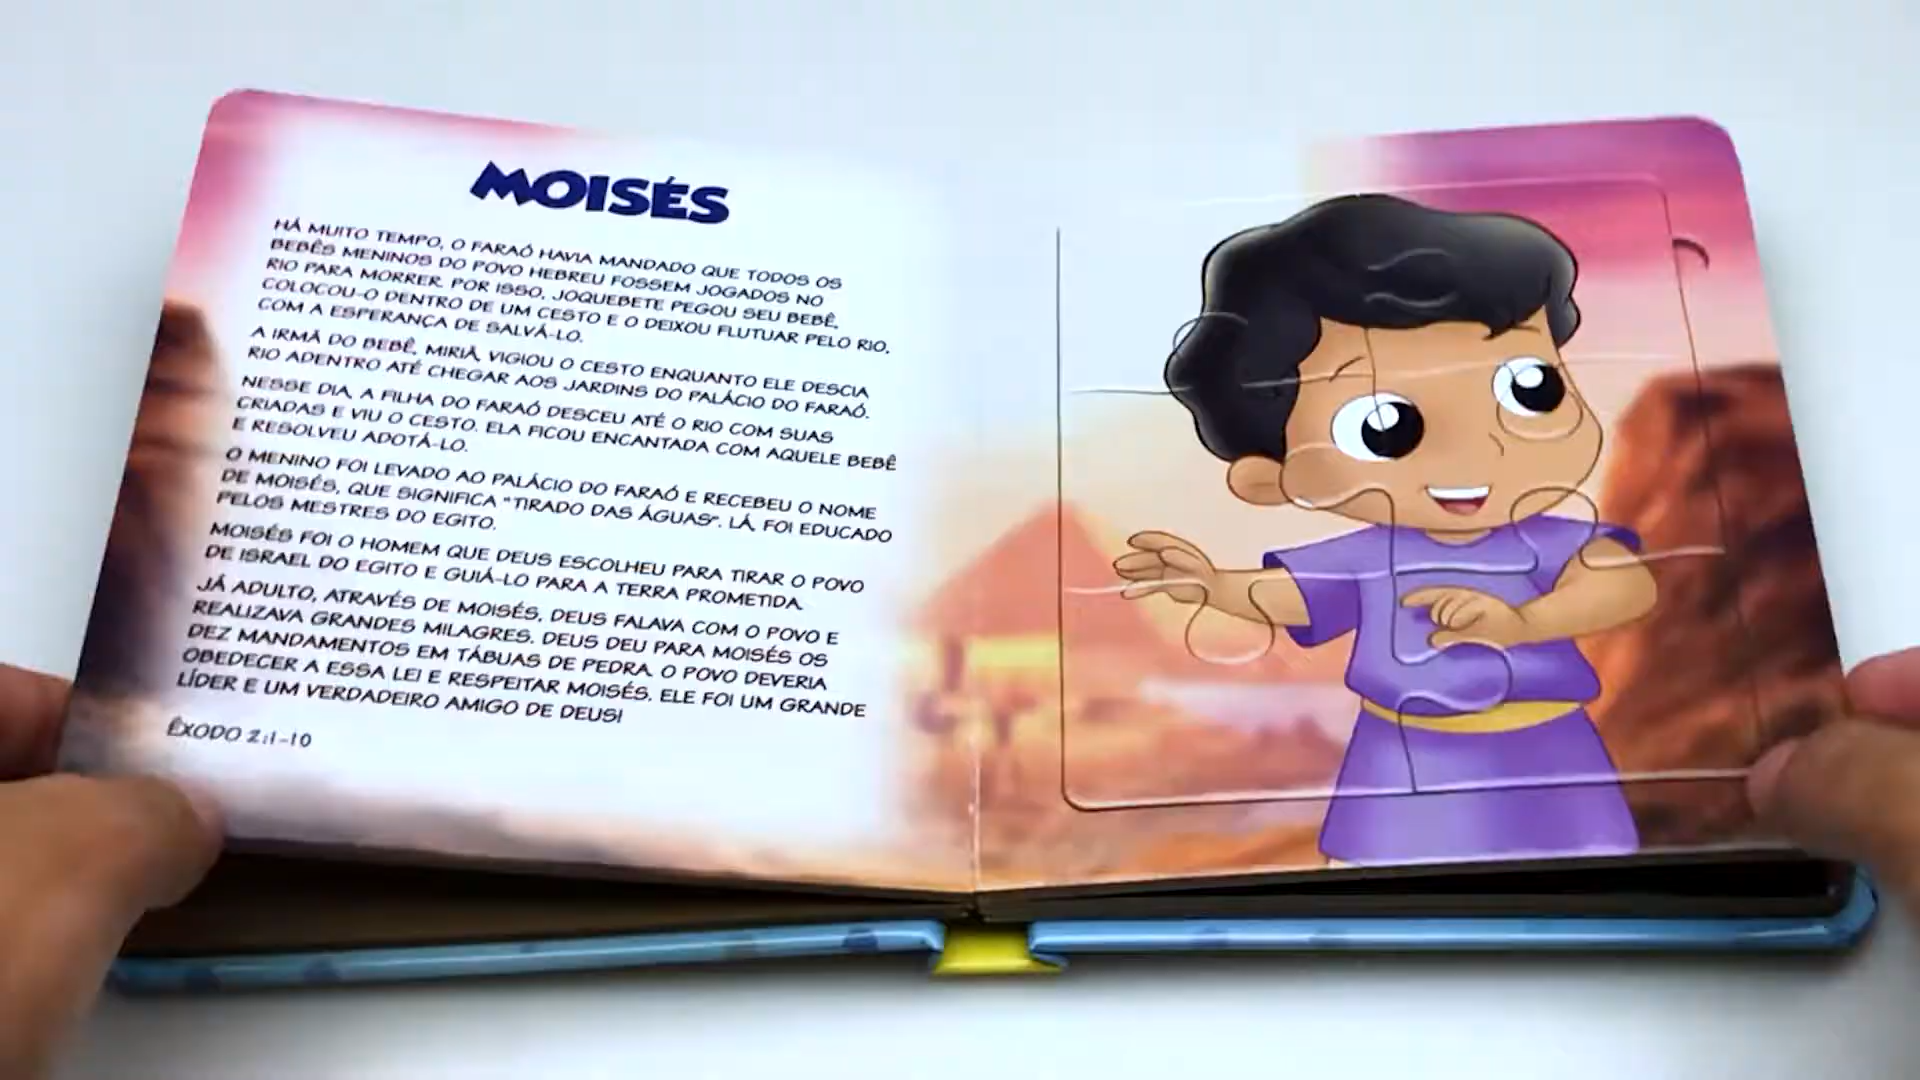 MOISÉS
HÁ MUITO TEMPO, O FARAÓ HAVIA MANDADO QUE TODOS OS
BEBÊS MENINOS DO POVO HEBREU FOSSEM JOGADOS NO
RIO PARA MORRER. POR ISSO, JOQUEBETE PEGOU SEU BEBÊ,
COLOCOU-O DENTRO DE UM CESTO E O DEIXOU FLUTUAR PELO RIO,
COM A ESPERANÇA DE SALVÁ-LO.
A IRMÃ DO BEBÊ, MIRIÃ, VIGIOU O CESTO ENQUANTO ELE DESCIA
RIO ADENTRO ATÉ CHEGAR AOS JARDINS DO PALÁCIO DO FARAÓ.
NESSE DIA, A FILHA DO FARAÓ DESCEU ATÉ O RIO COM SUAS
CRIADAS E VIU O CESTO. ELA FICOU ENCANTADA COM AQUELE BEBÊ
E RESOLVEU ADOTÁ-LO.
O MENINO FOI LEVADO AO PALÁCIO DO FARAÓ E RECEBEU O NOME
DE MOISÉS, QUE SIGNIFICA "TIRADO DAS ÁGUAS". LÁ, FOI EDUCADO
PELOS MESTRES DO EGITO.
MOISÉS FOI O HOMEM QUE DEUS ESCOLHEU PARA TIRAR O POVO
DE ISRAEL DO EGITO E GUIÁ-LO PARA A TERRA PROMETIDA.
JÁ ADULTO, ATRAVÉS DE MOISÉS, DEUS FALAVA COM O POVO E
REALIZAVA GRANDES MILAGRES. DEUS DEU PARA MOISÉS OS
DEZ MANDAMENTOS EM TÁBUAS DE PEDRA. O POVO DEVERIA
OBEDECER A ESSA LEI E RESPEITAR MOISÉS. ELE FOI UM GRANDE
LÍDER E UM VERDADEIRO AMIGO DE DEUS!
ÊXODO 2:1-10